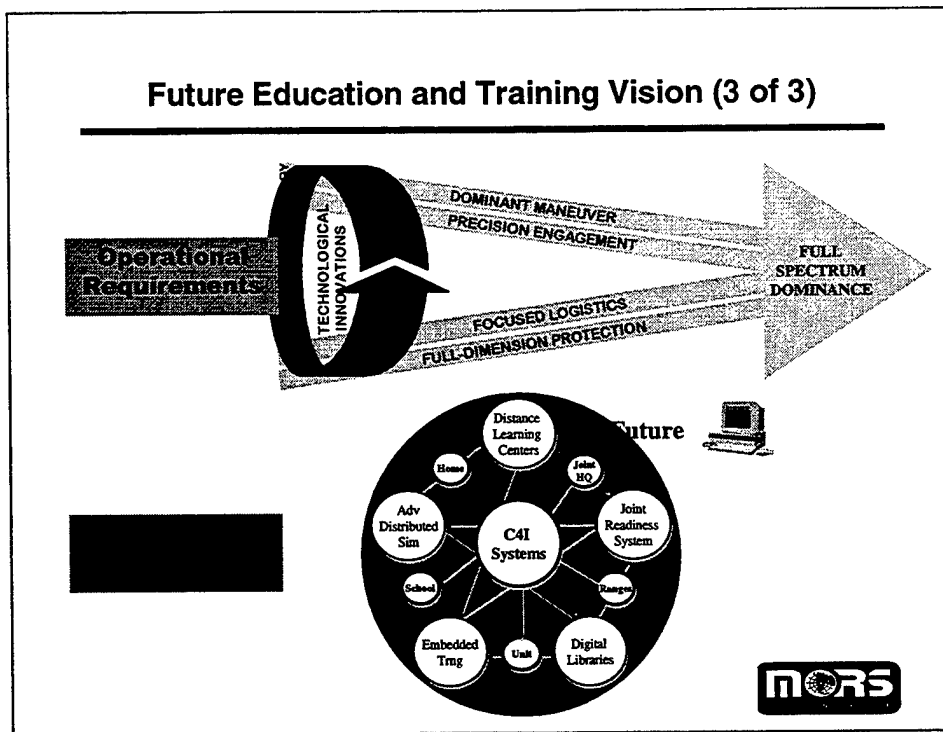 Future Education and Training Vision (3 of 3)
Operational
Requirements
TECHNOLOGICAL
INNOVATIONS
DOMINANT MANEUVER
PRECISION ENGAGEMENT
FOCUSED LOGISTICS
FULL-DIMENSION PROTECTION
FULL
SPECTRUM
DOMINANCE
Future
Distance
Learning
Centers
Home
Joint
HQ
Adv
Distributed
Sim
C4I
Systems
Joint
Readiness
System
School
Ranges
Embedded
Trng
Unit
Digital
Libraries
MORS